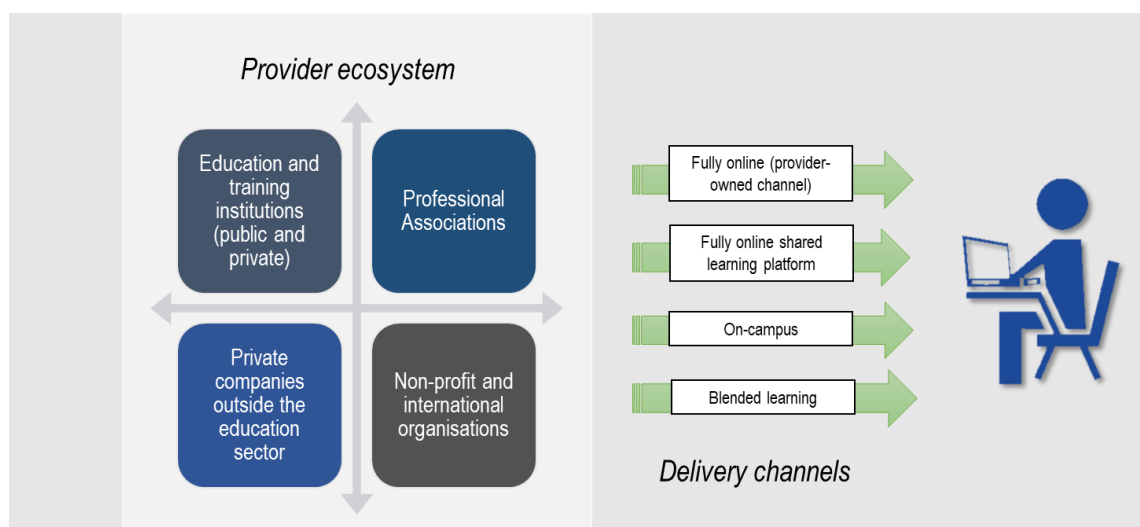 Provider ecosystem
Education and
training
institutions
(public and
private)
Professional
Associations
Private
companies
outside the
education
sector
Non-profit and
international
organisations
Fully online (provider-
owned channel)
Fully online shared
learning platform
On-campus
Blended learning
Delivery channels